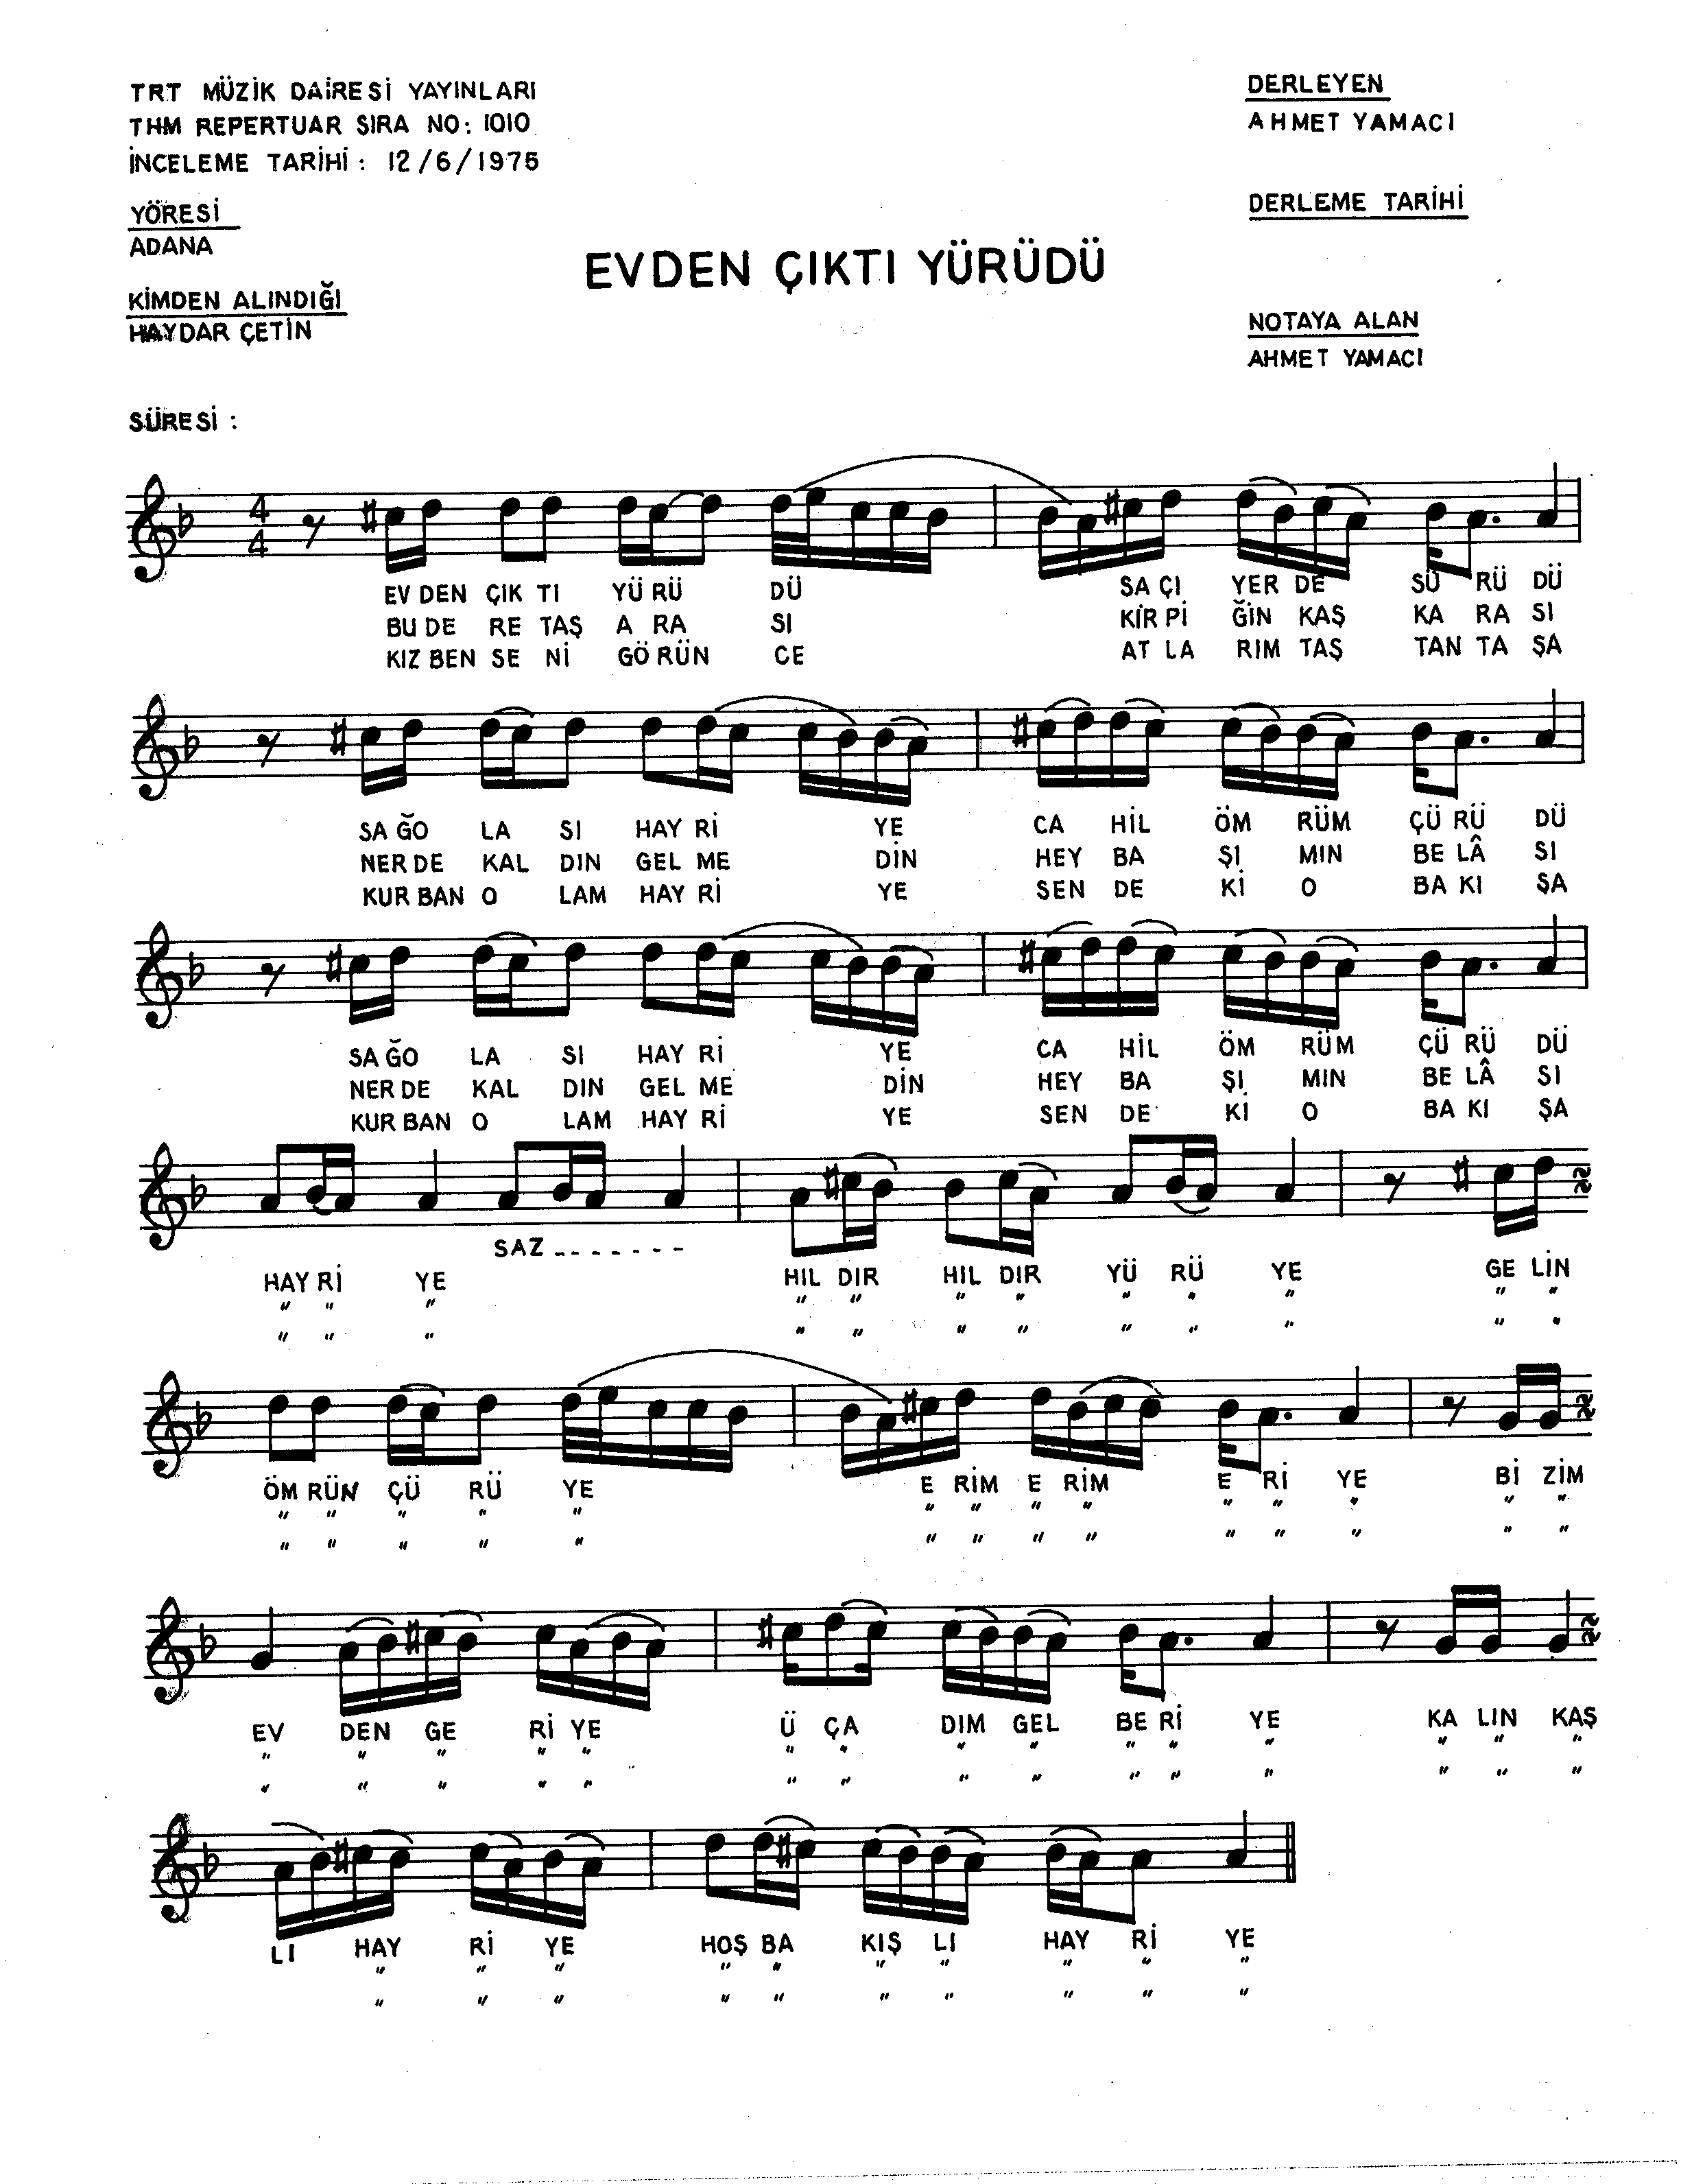 TRT MÜZİK DAİRESİ YAYINLARI
THM REPERTUAR SIRA NO: 1010
İNCELEME TARİHİ : 12/6/1975
DERLEYEN
AHMET YAMACI
YÖRESİ
ADANA
DERLEME TARİHİ
EVDEN ÇIKTI YÜRÜDÜ
KİMDEN ALINDIĞI
HAYDAR ÇETİN
NOTAYA ALAN
AHMET YAMACI
SÜRESİ :
4
4
EV DEN ÇIK TI YÜ RÜ DÜ SA ÇI YER DE SÜ RÜ DÜ
BU DE RE TAŞ A RA SI KİR Pİ ĞİN KAŞ KA RA SI
KIZ BEN SE Nİ GÖ RÜN CE AT LA RIM TAŞ TAN TA ŞA
SA ĞO LA SI HAY Rİ YE CA HİL ÖM RÜM ÇÜ RÜ DÜ
NER DE KAL DIN GEL ME DİN HEY BA ŞI MIN BE LÂ SI
KUR BAN O LAM HAY Rİ YE SEN DE Kİ O BA KI ŞA
SA ĞO LA SI HAY Rİ YE CA HİL ÖM RÜM ÇÜ RÜ DÜ
NER DE KAL DIN GEL ME DİN HEY BA ŞI MIN BE LÂ SI
KUR BAN O LAM HAY Rİ YE SEN DE Kİ O BA KI ŞA
SAZ - - - - - - -
HAY Rİ YE HIL DIR HIL DIR YÜ RÜ YE GE LİN
" " " " " " " " " " " "
" " " " " " " " " " " "
ÖM RÜN ÇÜ RÜ YE E RİM E RİM E Rİ YE Bİ ZİM
" " " " " " " " " " " " " "
" " " " " " " " " " " " " "
EV DEN GE Rİ YE Ü ÇA DIM GEL BE Rİ YE KA LIN KAŞ
" " " " " " " " " " " " " " "
" " " " " " " " " " " " " " "
LI HAY Rİ YE HOŞ BA KIŞ LI HAY Rİ YE
" " " " " " " " " "
" " " " " " " " " "